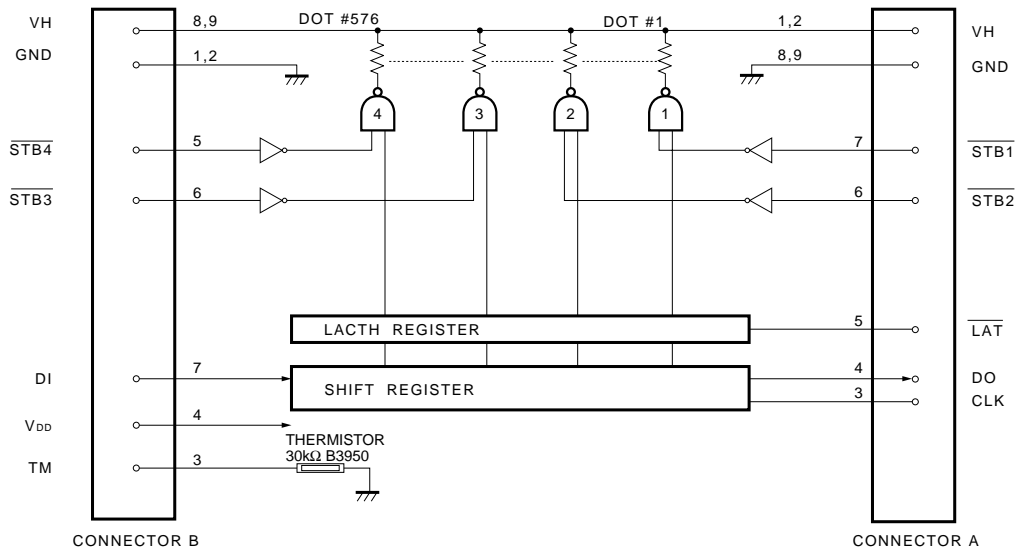 VH 8,9 DOT #576 DOT #1 1,2 VH
GND 1,2 8,9 GND
4 3 2 1
STB4 5 7 STB1
STB3 6 6 STB2
LACTH REGISTER 5 LAT
DI 7 SHIFT REGISTER 4 DO
3 CLK
VDD 4
THERMISTOR
TM 3 30kΩ B3950
CONNECTOR B CONNECTOR A